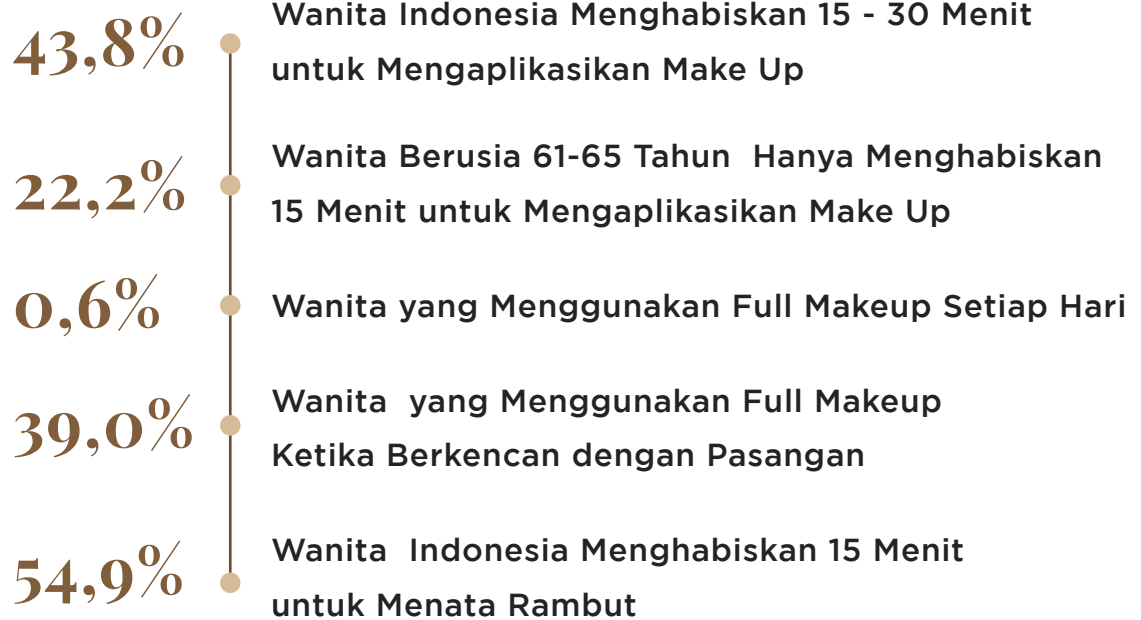 43,8%
Wanita Indonesia Menghabiskan 15 - 30 Menit
untuk Mengaplikasikan Make Up
22,2%
Wanita Berusia 61-65 Tahun  Hanya Menghabiskan
15 Menit untuk Mengaplikasikan Make Up
0,6%
Wanita yang Menggunakan Full Makeup Setiap Hari
39,0%
Wanita  yang Menggunakan Full Makeup
Ketika Berkencan dengan Pasangan
54,9%
Wanita  Indonesia Menghabiskan 15 Menit
untuk Menata Rambut